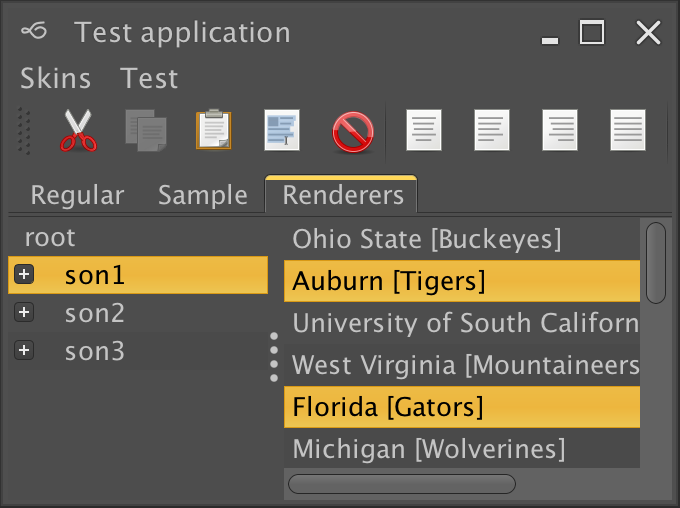 Test application
Skins Test
Regular Sample Renderers
root
son1
son2
son3
Ohio State [Buckeyes]
Auburn [Tigers]
University of South Californ
West Virginia [Mountaineers
Florida [Gators]
Michigan [Wolverines]